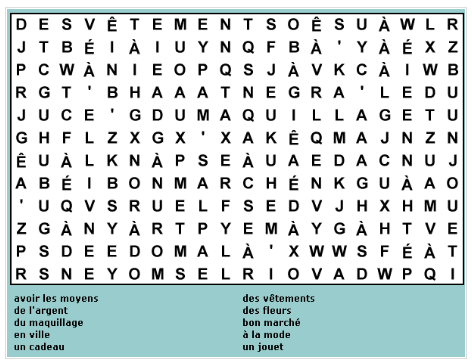 D E S V Ê T E M E N T S O Ê S U À W L R
J T B É I À I U Y N Q F B À ' Y À É X Z
P C W À N I E O P Q S J À V K C À I W B
R G T ' B H A A A T N E G R A ' L E D U
J U C E ' G D U M A Q U I L L A G E T U
G H F L Z X G X ' X A K Ê Q M A J N Z N
Ê U À L K N À P S E À U A E D A C N U J
A B É I B O N M A R C H É N K G U À A O
' U Q V S R U E L F S E D V J H X H M U
Z G À N Y À R T P Y E M À Y G À H T V E
P S D E E D O M A L À ' X W W S F É À T
R S N E Y O M S E L R I O V A D W P Q I
avoir les moyens
de l'argent
du maquillage
en ville
un cadeau
des vêtements
des fleurs
bon marché
à la mode
un jouet